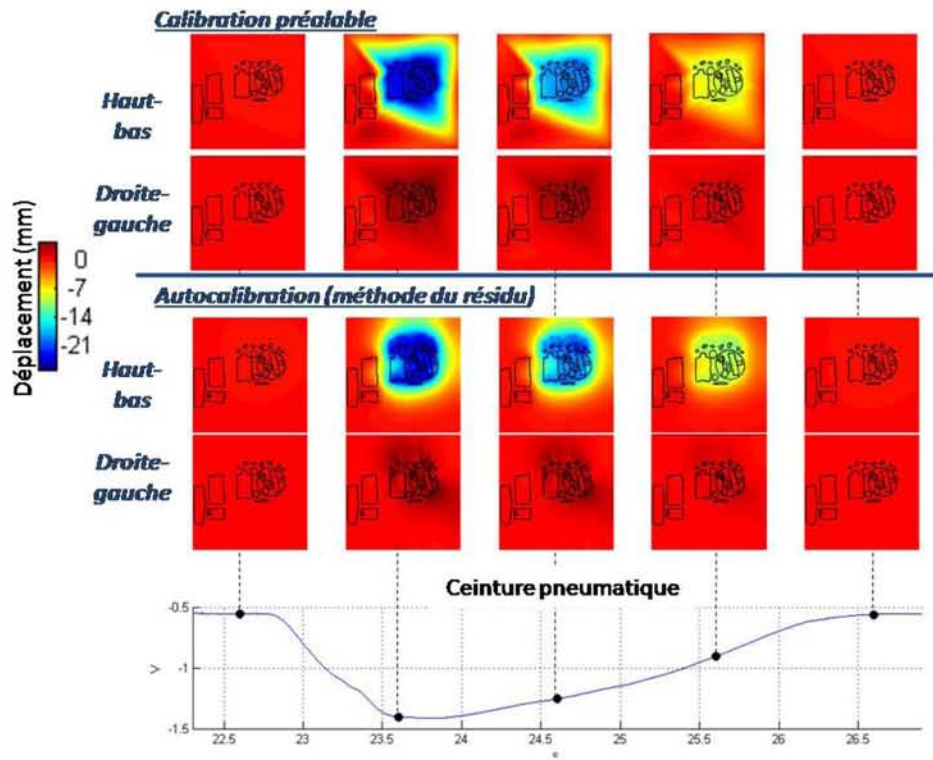 Calibration préalable
Haut-
bas
Droite-
gauche
Déplacement (mm)
0
-7
-14
-21
Autocalibration (méthode du résidu)
Haut-
bas
Droite-
gauche
Ceinture pneumatique
-0.5
-1
-1.5
V
22.5 23 23.5 24 24.5 25 25.5 26 26.5